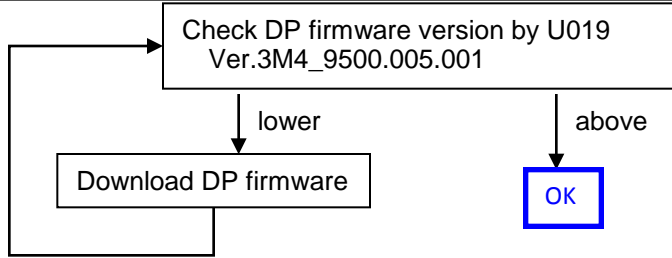 Check DP firmware version by U019
Ver.3M4_9500.005.001
lower
above
Download DP firmware
OK